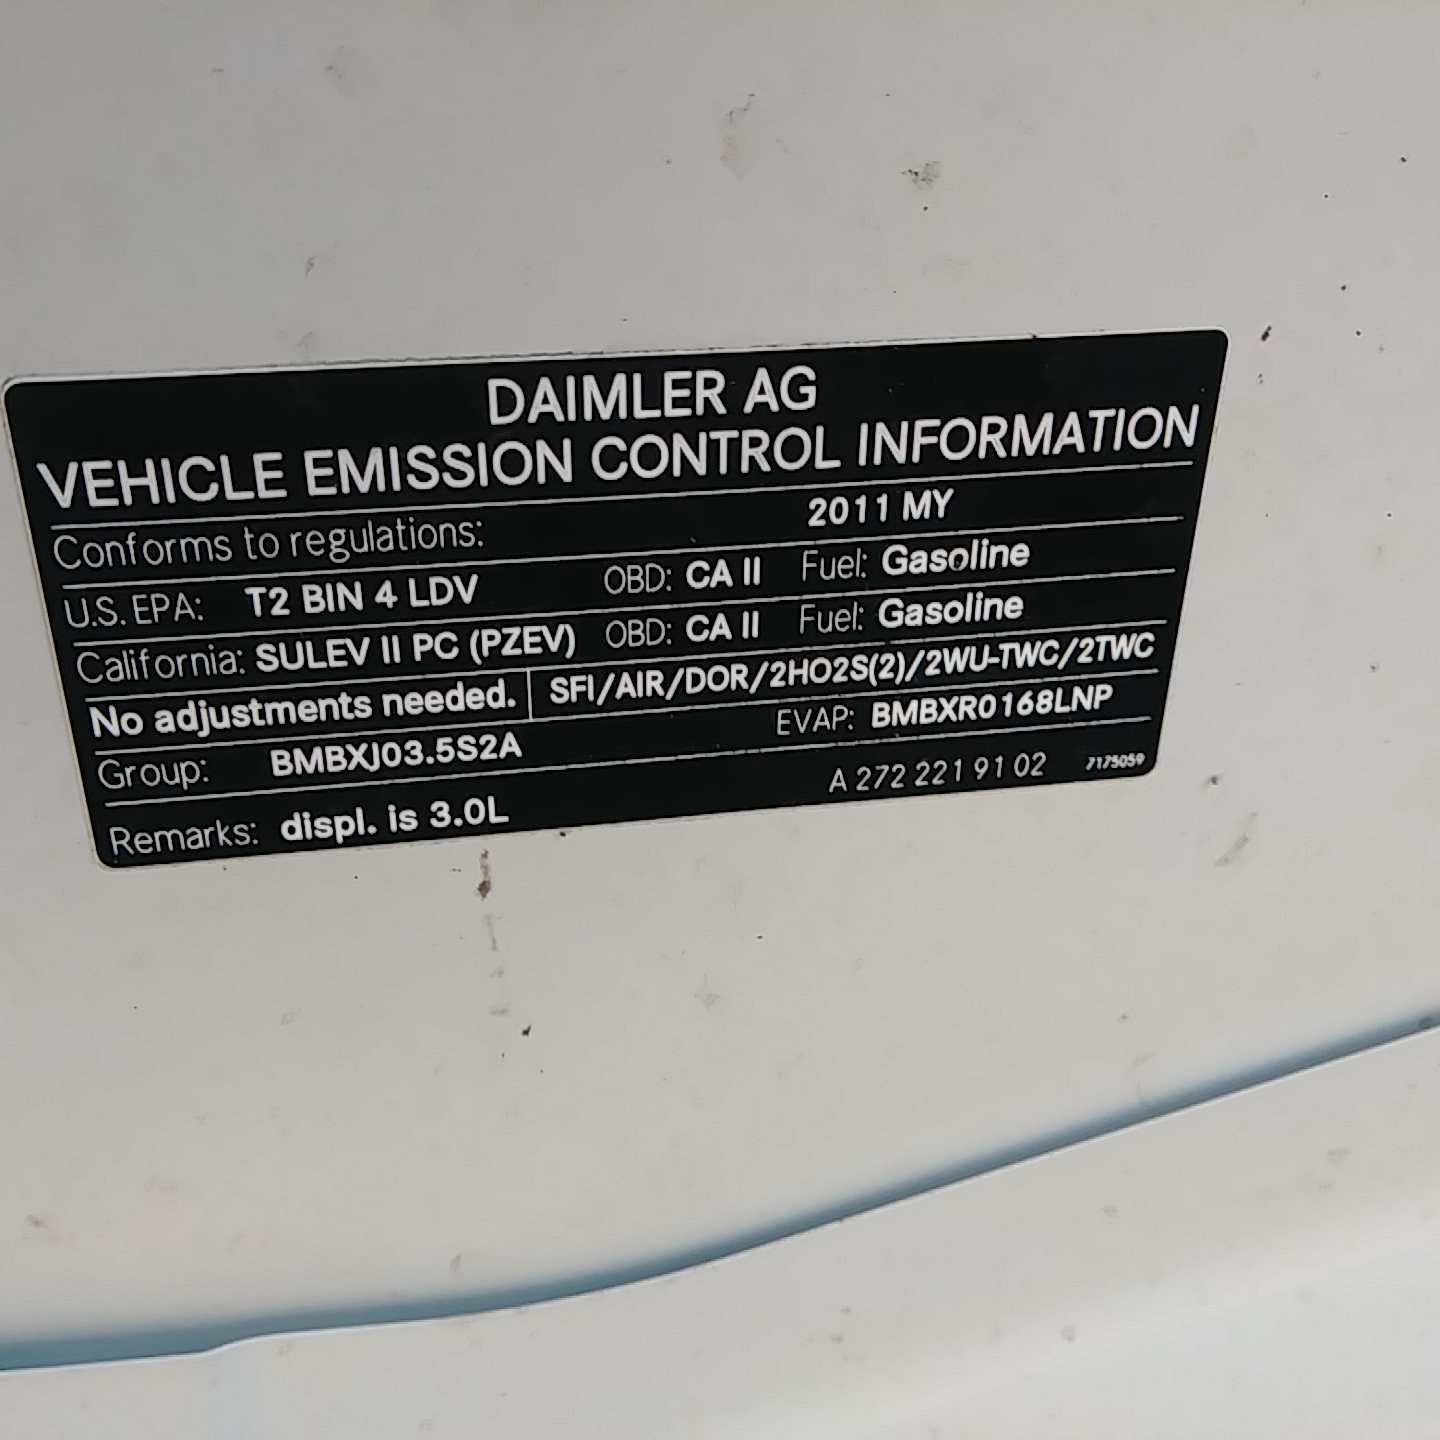 DAIMLER AG
VEHICLE EMISSION CONTROL INFORMATION
Conforms to regulations: 2011 MY
U.S. EPA: T2 BIN 4 LDV OBD: CA II Fuel: Gasoline
California: SULEV II PC (PZEV) OBD: CA II Fuel: Gasoline
No adjustments needed. SFI/AIR/DOR/2HO2S(2)/2WU-TWC/2TWC
Group: BMBXJ03.5S2A EVAP: BMBXR0168LNP
Remarks: displ. is 3.0L A 272 221 91 02 7175059